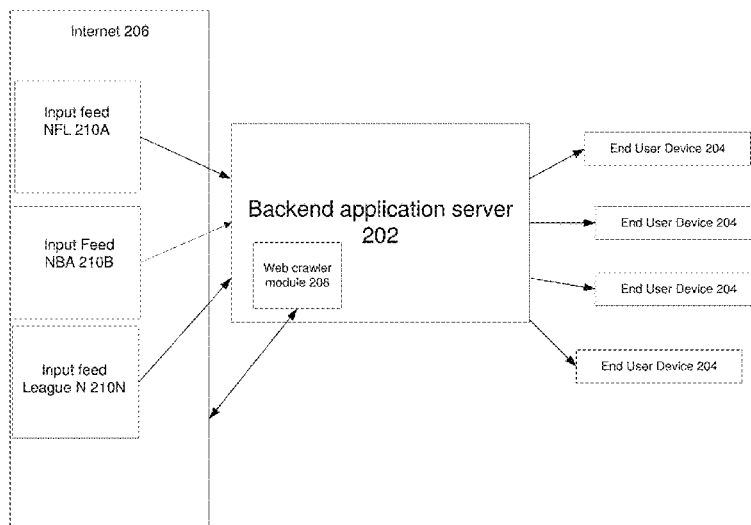 Internet 206
Input feed
NFL 210A
Input Feed
NBA 210B
Input feed
League N 210N
Backend application server
202
Web crawler
module 208
End User Device 204
End User Device 204
End User Device 204
End User Device 204